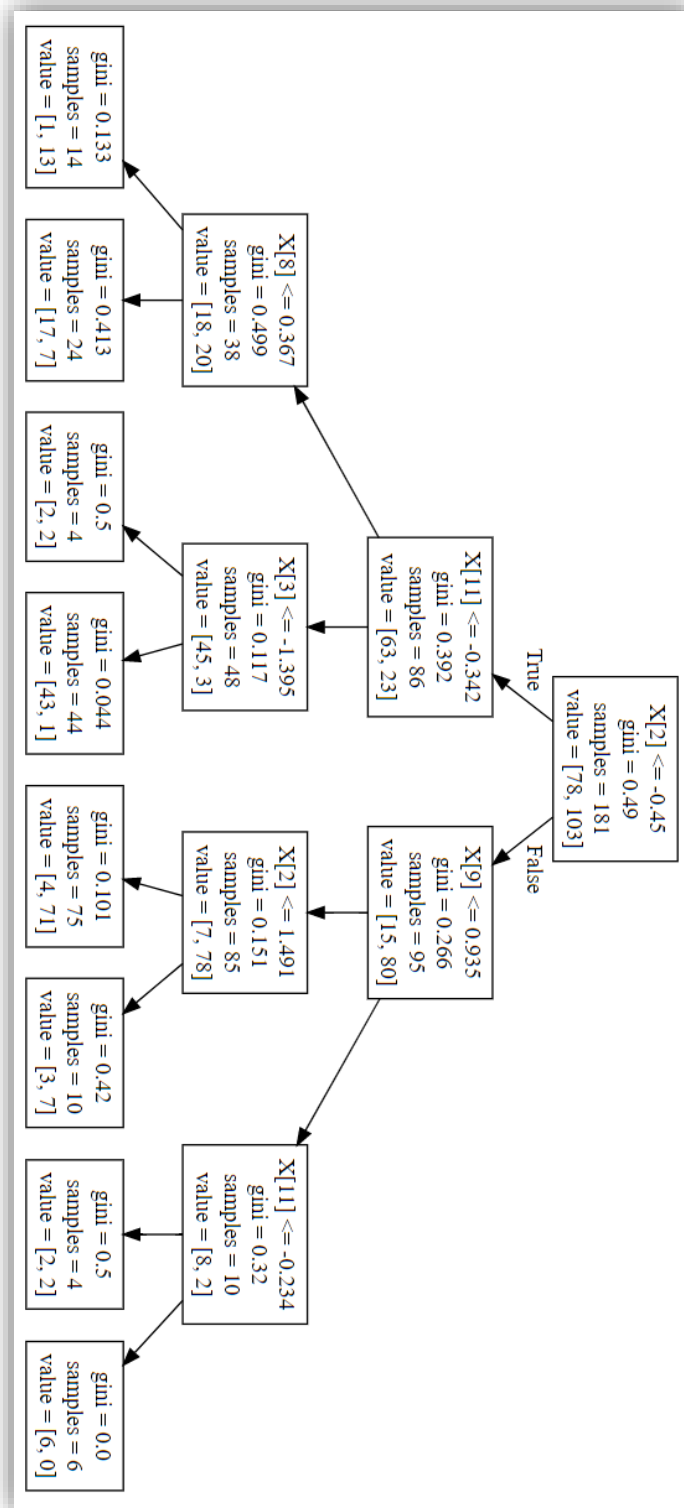 X[2] <= -0.45
gini = 0.49
samples = 181
value = [78, 103]
True
False
X[11] <= -0.342
gini = 0.392
samples = 86
value = [63, 23]
X[9] <= 0.935
gini = 0.266
samples = 95
value = [15, 80]
X[8] <= 0.367
gini = 0.499
samples = 38
value = [18, 20]
X[3] <= -1.395
gini = 0.117
samples = 48
value = [45, 3]
X[2] <= 1.491
gini = 0.151
samples = 85
value = [7, 78]
X[11] <= -0.234
gini = 0.32
samples = 10
value = [8, 2]
gini = 0.133
samples = 14
value = [1, 13]
gini = 0.413
samples = 24
value = [17, 7]
gini = 0.5
samples = 4
value = [2, 2]
gini = 0.044
samples = 44
value = [43, 1]
gini = 0.101
samples = 75
value = [4, 71]
gini = 0.42
samples = 10
value = [3, 7]
gini = 0.5
samples = 4
value = [2, 2]
gini = 0.0
samples = 6
value = [6, 0]